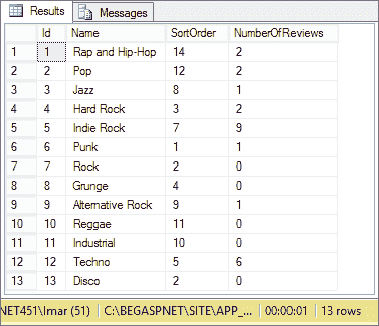 Results Messages
Id Name SortOrder NumberOfReviews
1 1 Rap and Hip-Hop 14 2
2 2 Pop 12 2
3 3 Jazz 8 1
4 4 Hard Rock 3 2
5 5 Indie Rock 7 9
6 6 Punk 1 1
7 7 Rock 2 0
8 8 Grunge 4 0
9 9 Alternative Rock 9 1
10 10 Reggae 11 0
11 11 Industrial 10 0
12 12 Techno 5 6
13 13 Disco 2 0
NET451\Imar (51) C:\BEGASPNET\SITE\APP_... 00:00:01 13 rows